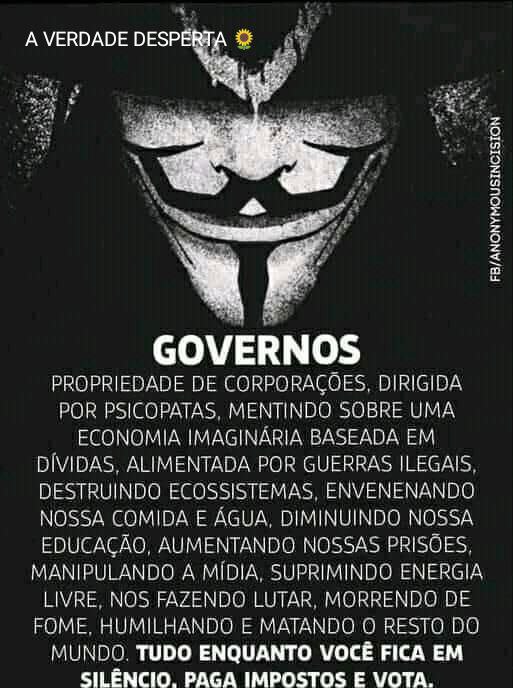 A VERDADE DESPERTA 🌻
FB/ANONYMOUSINCISION
GOVERNOS
PROPRIEDADE DE CORPORAÇÕES, DIRIGIDA
POR PSICOPATAS, MENTINDO SOBRE UMA
ECONOMIA IMAGINÁRIA BASEADA EM
DÍVIDAS, ALIMENTADA POR GUERRAS ILEGAIS,
DESTRUINDO ECOSSISTEMAS, ENVENENANDO
NOSSA COMIDA E ÁGUA, DIMINUINDO NOSSA
EDUCAÇÃO, AUMENTANDO NOSSAS PRISÕES,
MANIPULANDO A MÍDIA, SUPRIMINDO ENERGIA
LIVRE, NOS FAZENDO LUTAR, MORRENDO DE
FOME, HUMILHANDO E MATANDO O RESTO DO
MUNDO. TUDO ENQUANTO VOCÊ FICA EM
SILÊNCIO, PAGA IMPOSTOS E VOTA.